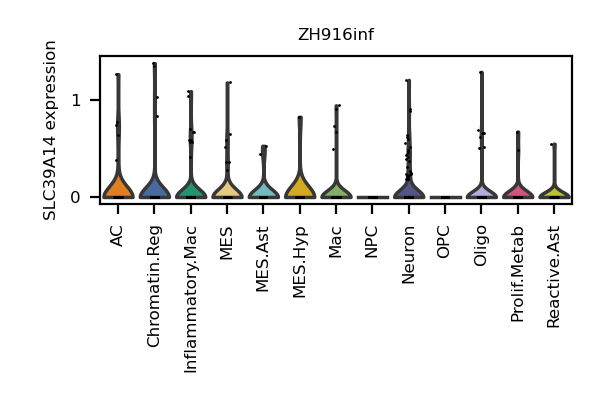 ZH916inf
SLC39A14 expression
1
0
AC
Chromatin.Reg
Inflammatory.Mac
MES
MES.Ast
MES.Hyp
Mac
NPC
Neuron
OPC
Oligo
Prolif.Metab
Reactive.Ast